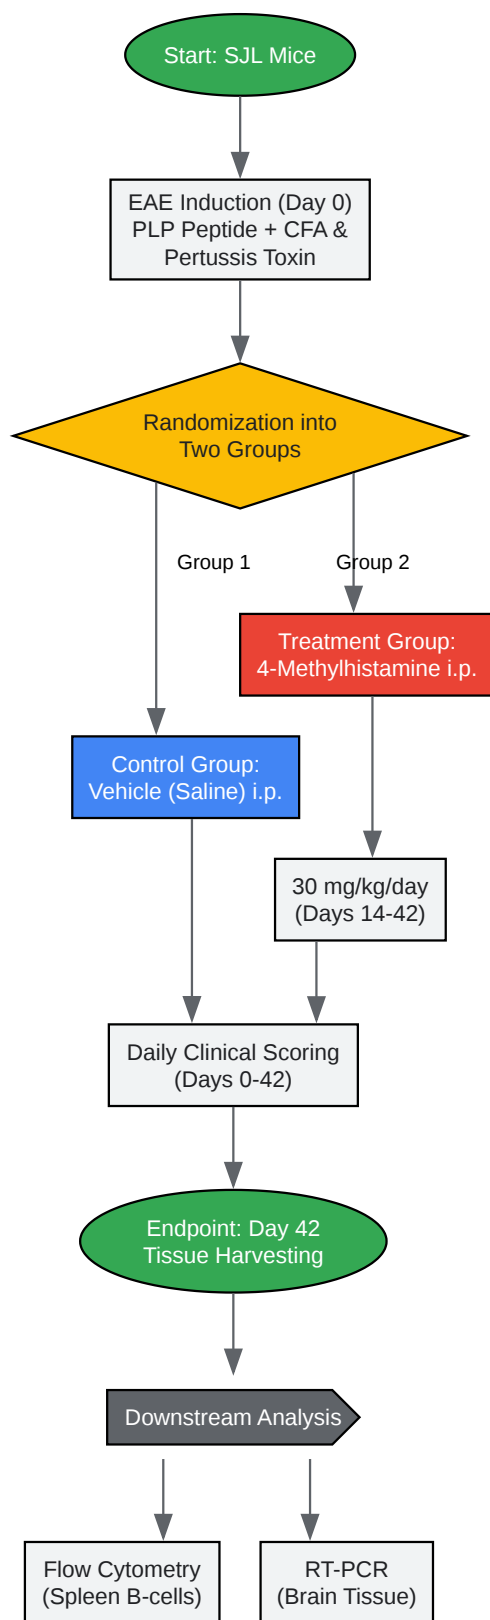 Start: SJL Mice
EAE Induction (Day 0)
PLP Peptide + CFA &
Pertussis Toxin
Randomization into
Two Groups
Group 1
Group 2
Treatment Group:
4-Methylhistamine i.p.
Control Group:
Vehicle (Saline) i.p.
30 mg/kg/day
(Days 14-42)
Daily Clinical Scoring
(Days 0-42)
Endpoint: Day 42
Tissue Harvesting
Downstream Analysis
Flow Cytometry
(Spleen B-cells)
RT-PCR
(Brain Tissue)